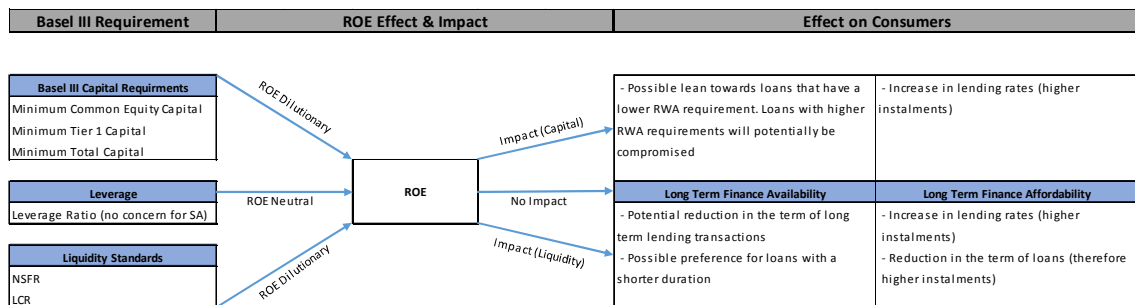 Basel III Requirement
ROE Effect & Impact
Effect on Consumers
Basel III Capital Requirments
Minimum Common Equity Capital
Minimum Tier 1 Capital
Minimum Total Capital
Leverage
Leverage Ratio (no concern for SA)
Liquidity Standards
NSFR
LCR
ROE Dilutionary
ROE Neutral
ROE Dilutionary
ROE
Impact (Capital)
No Impact
Impact (Liquidity)
- Possible lean towards loans that have a
lower RWA requirement. Loans with higher
RWA requirements will potentially be
compromised
- Increase in lending rates (higher
instalments)
Long Term Finance Availability
Long Term Finance Affordability
- Potential reduction in the term of long
term lending transactions
- Possible preference for loans with a
shorter duration
- Increase in lending rates (higher
instalments)
- Reduction in the term of loans (therefore
higher instalments)